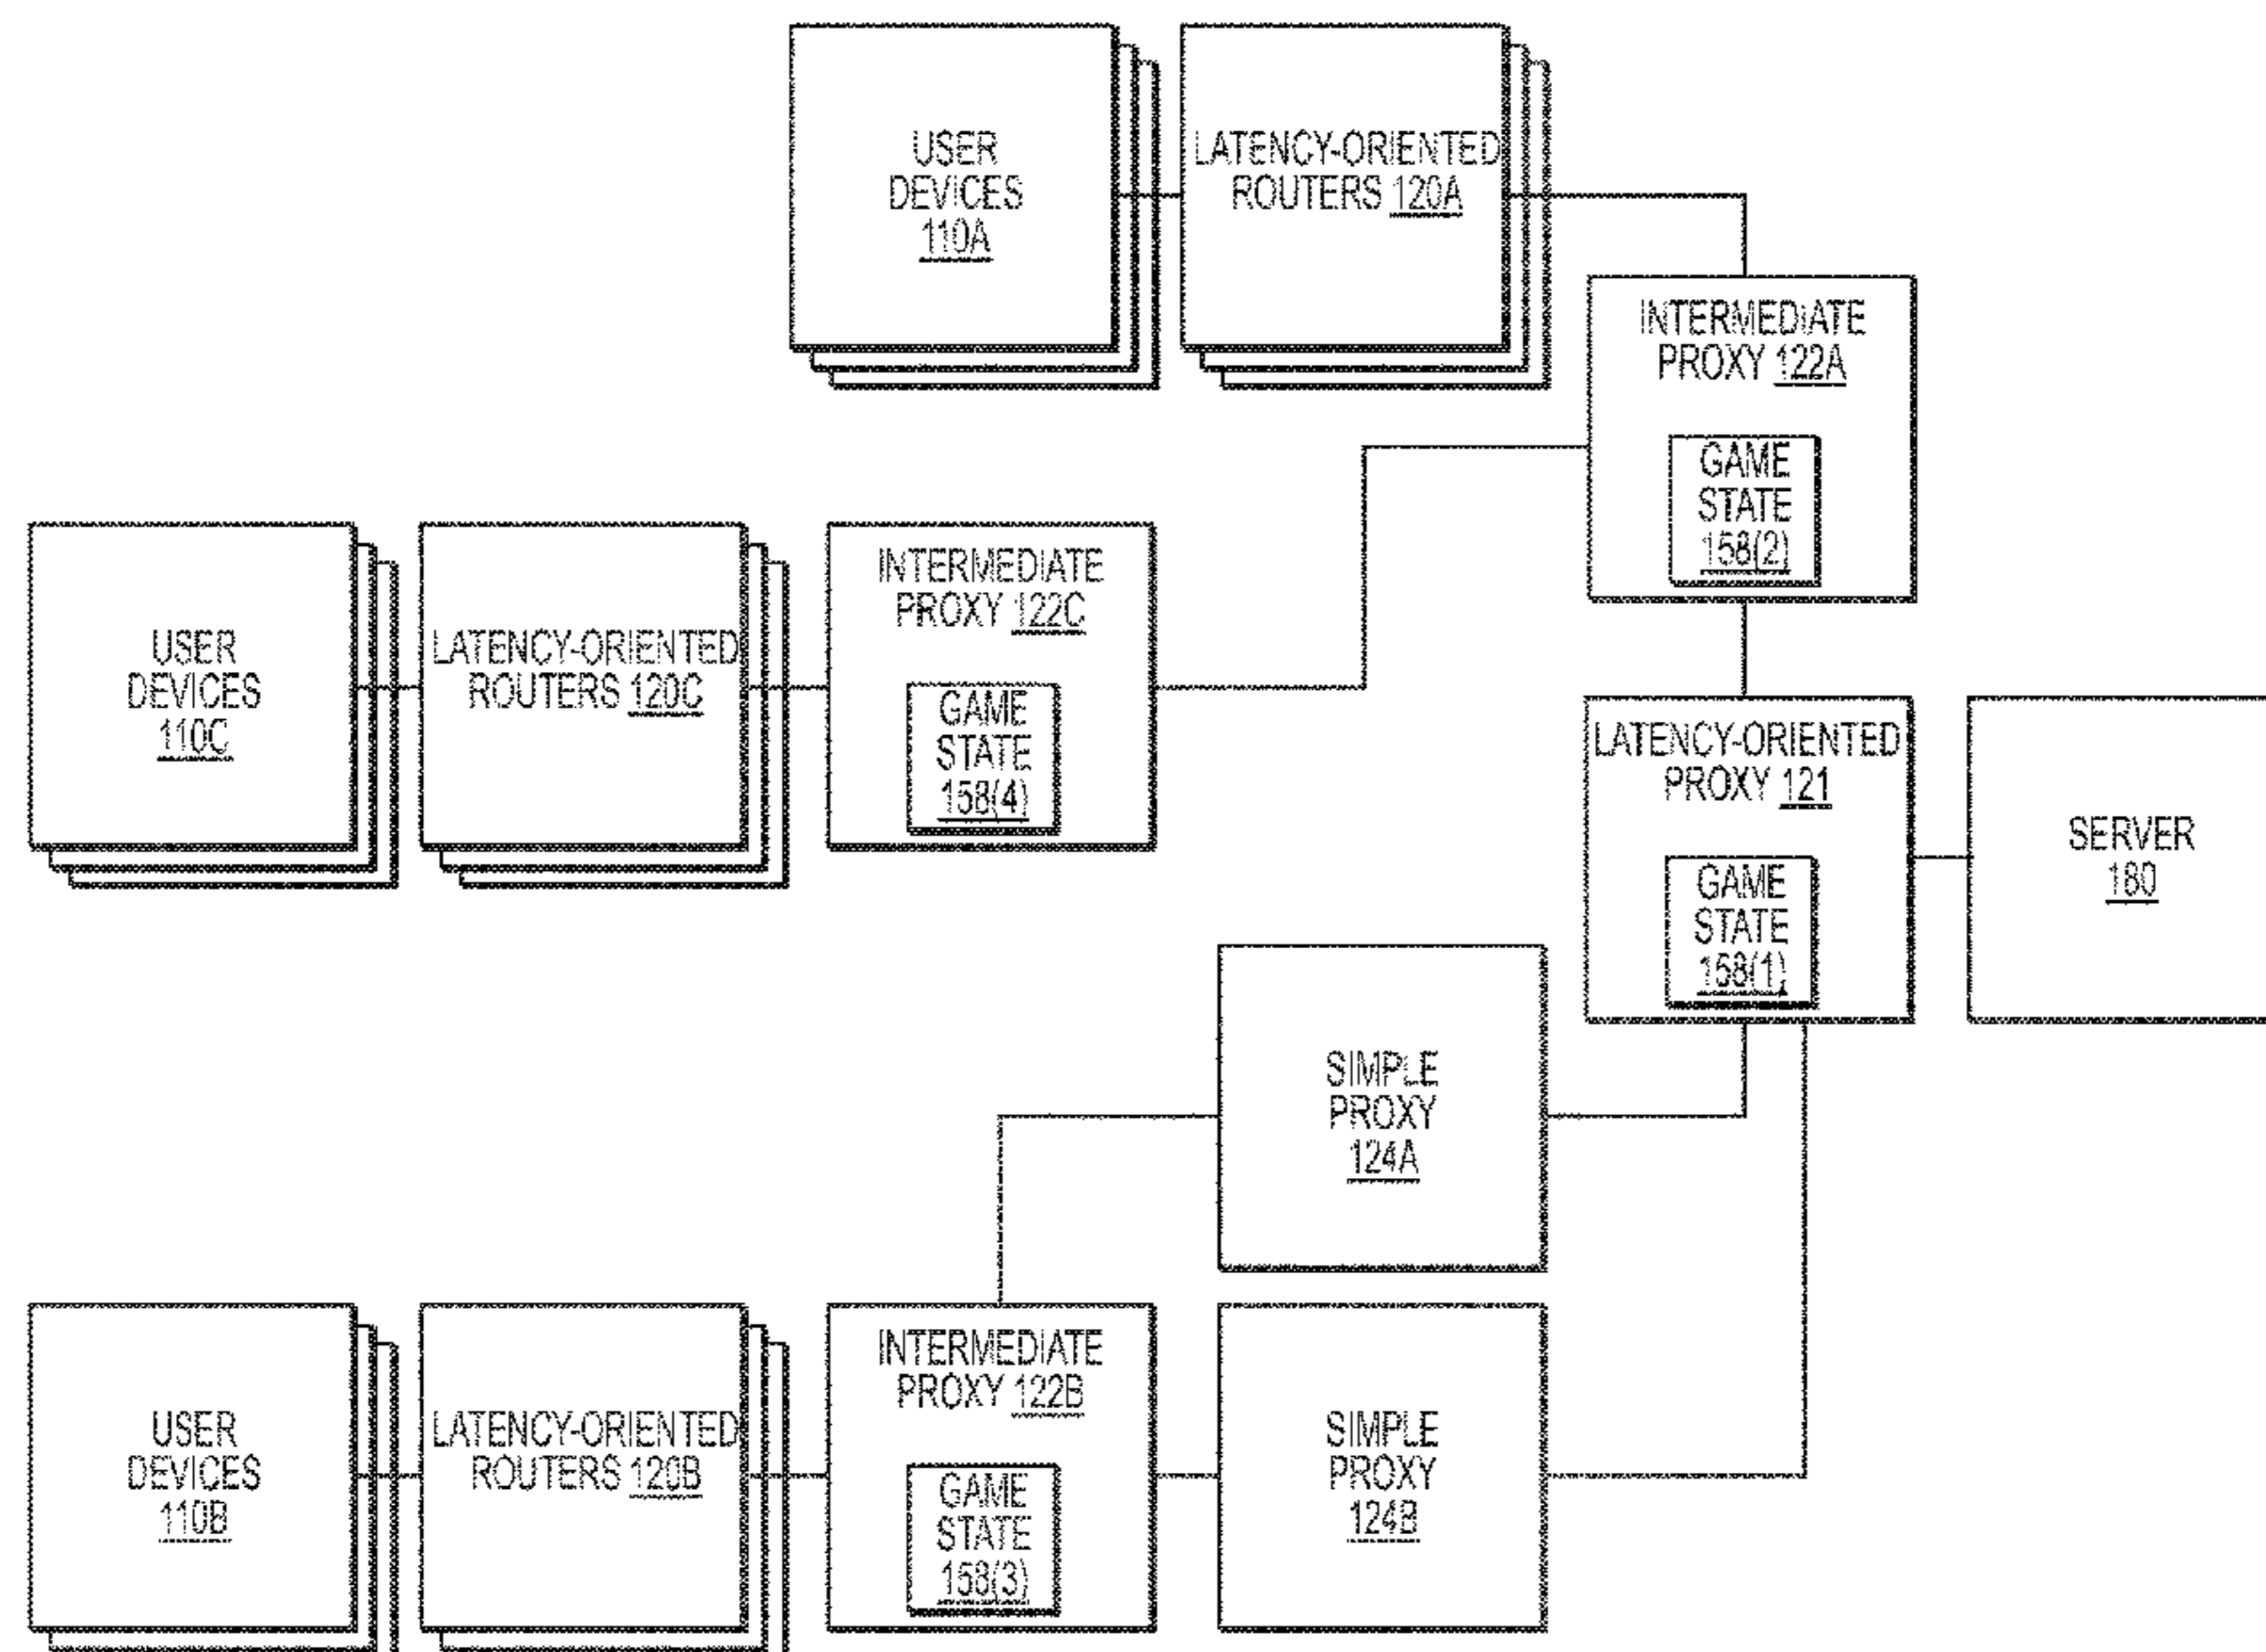 USER
DEVICES
110A
LATENCY-ORIENTED
ROUTERS 120A
INTERMEDIATE
PROXY 122A
GAME
STATE
158(2)
USER
DEVICES
110C
LATENCY-ORIENTED
ROUTERS 120C
INTERMEDIATE
PROXY 122C
GAME
STATE
158(4)
LATENCY-ORIENTED
PROXY 121
GAME
STATE
158(1)
SERVER
180
SIMPLE
PROXY
124A
USER
DEVICES
110B
LATENCY-ORIENTED
ROUTERS 120B
INTERMEDIATE
PROXY 122B
GAME
STATE
158(3)
SIMPLE
PROXY
124B